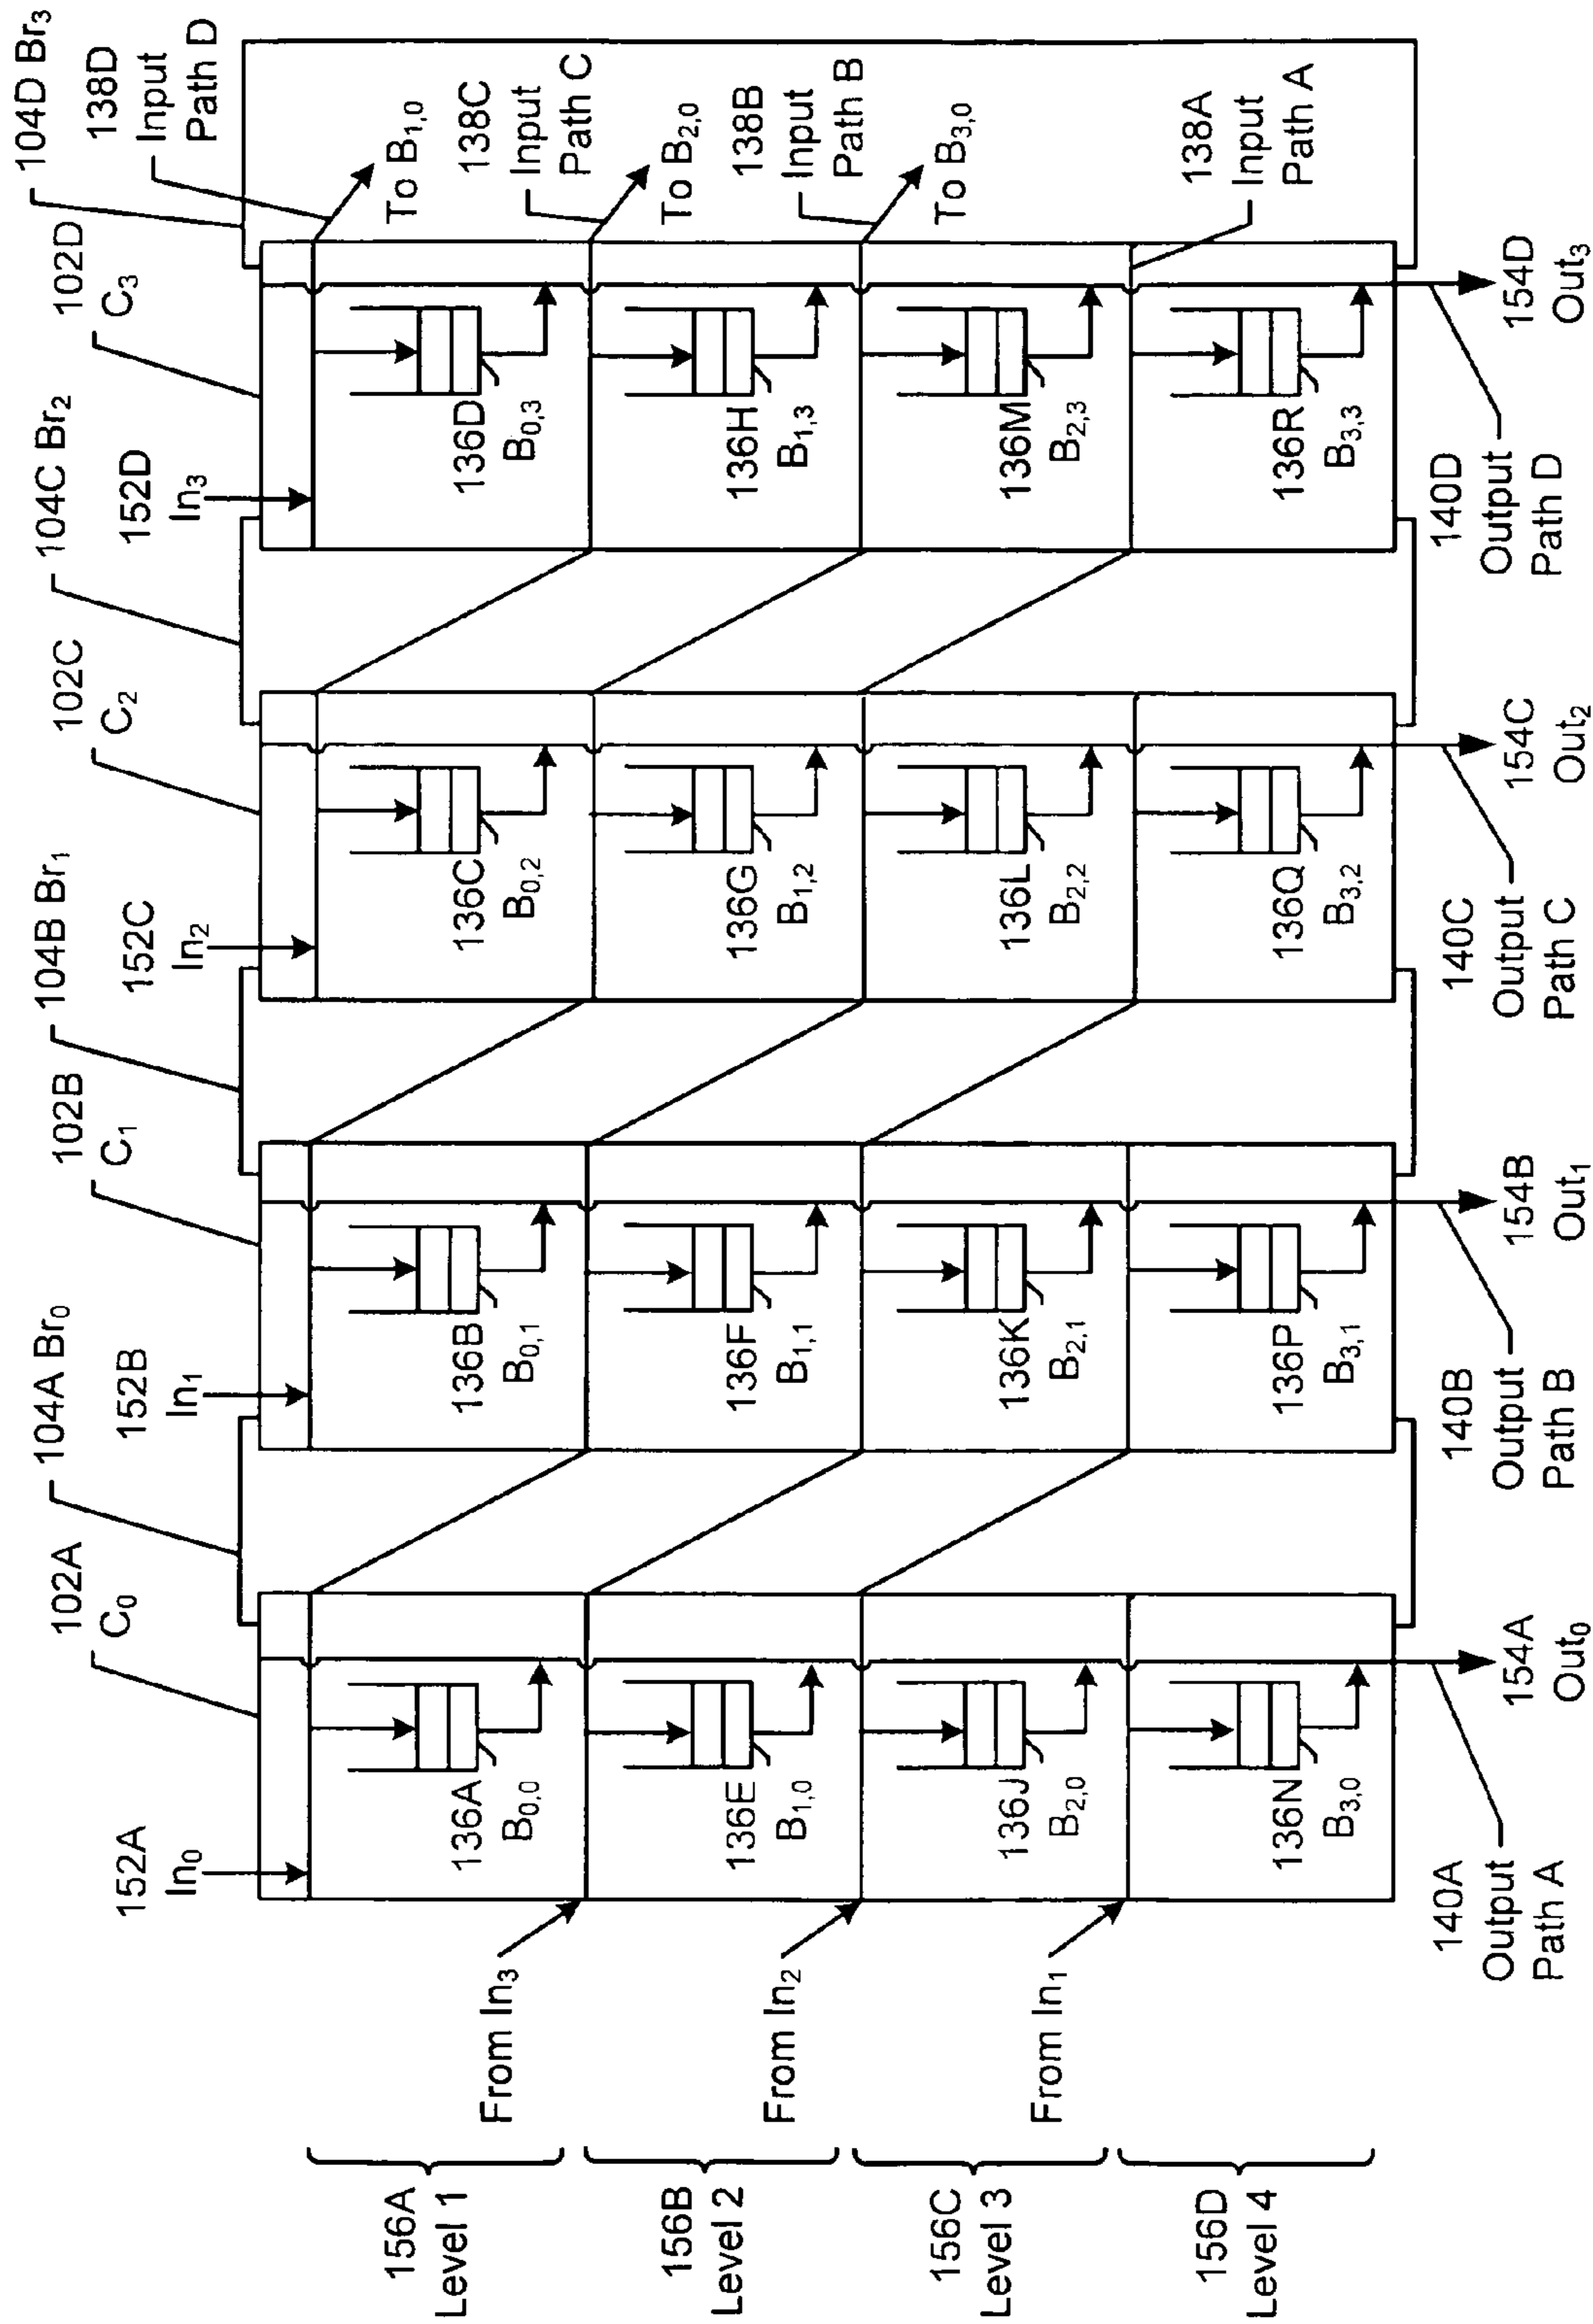 104D Br3
138D
Input
Path D
To B1,0
138C
Input
Path C
To B2,0
138B
Input
Path B
To B3,0
138A
Input
Path A
102D
C3
152D
In3
136D
B0,3
136H
B1,3
136M
B2,3
136R
B3,3
140D
Output
Path D
154D
Out3
104C Br2
102C
C2
152C
In2
136C
B0,2
136G
B1,2
136L
B2,2
136Q
B3,2
140C
Output
Path C
154C
Out2
104B Br1
102B
C1
152B
In1
136B
B0,1
136F
B1,1
136K
B2,1
136P
B3,1
140B
Output
Path B
154B
Out1
104A Br0
102A
C0
152A
In0
136A
B0,0
136E
B1,0
136J
B2,0
136N
B3,0
140A
Output
Path A
154A
Out0
From In3
From In2
From In1
156A
Level 1
156B
Level 2
156C
Level 3
156D
Level 4